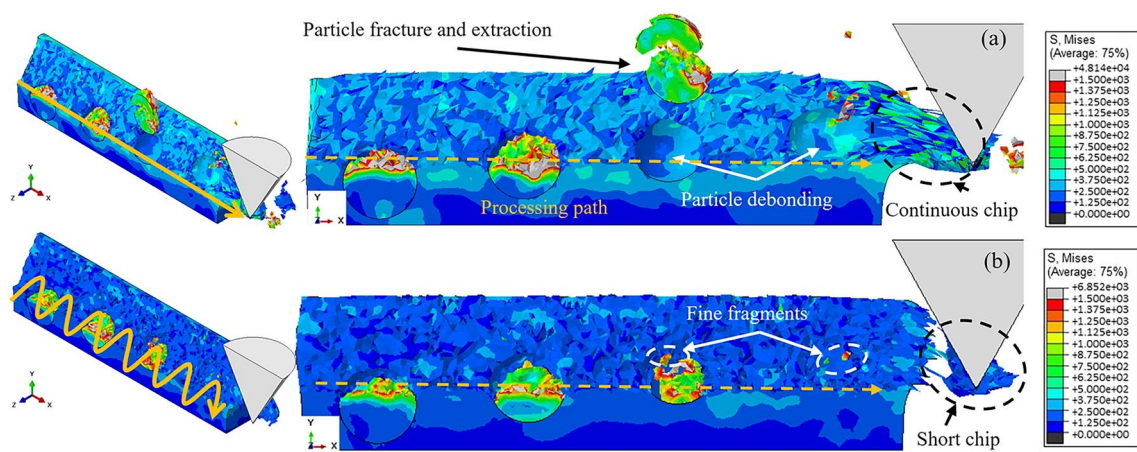 Particle fracture and extraction
(a)
Processing path
Particle debonding
Continuous chip
Y
Z
X
Y
Z
X
S, Mises
(Average: 75%)
+4.814e+04
+1.500e+03
+1.375e+03
+1.250e+03
+1.125e+03
+1.000e+03
+8.750e+02
+7.500e+02
+6.250e+02
+5.000e+02
+3.750e+02
+2.500e+02
+1.250e+02
+0.000e+00
(b)
Fine fragments
Short chip
Y
Z
X
Y
Z
X
S, Mises
(Average: 75%)
+6.852e+03
+1.500e+03
+1.375e+03
+1.250e+03
+1.125e+03
+1.000e+03
+8.750e+02
+7.500e+02
+6.250e+02
+5.000e+02
+3.750e+02
+2.500e+02
+1.250e+02
+0.000e+00